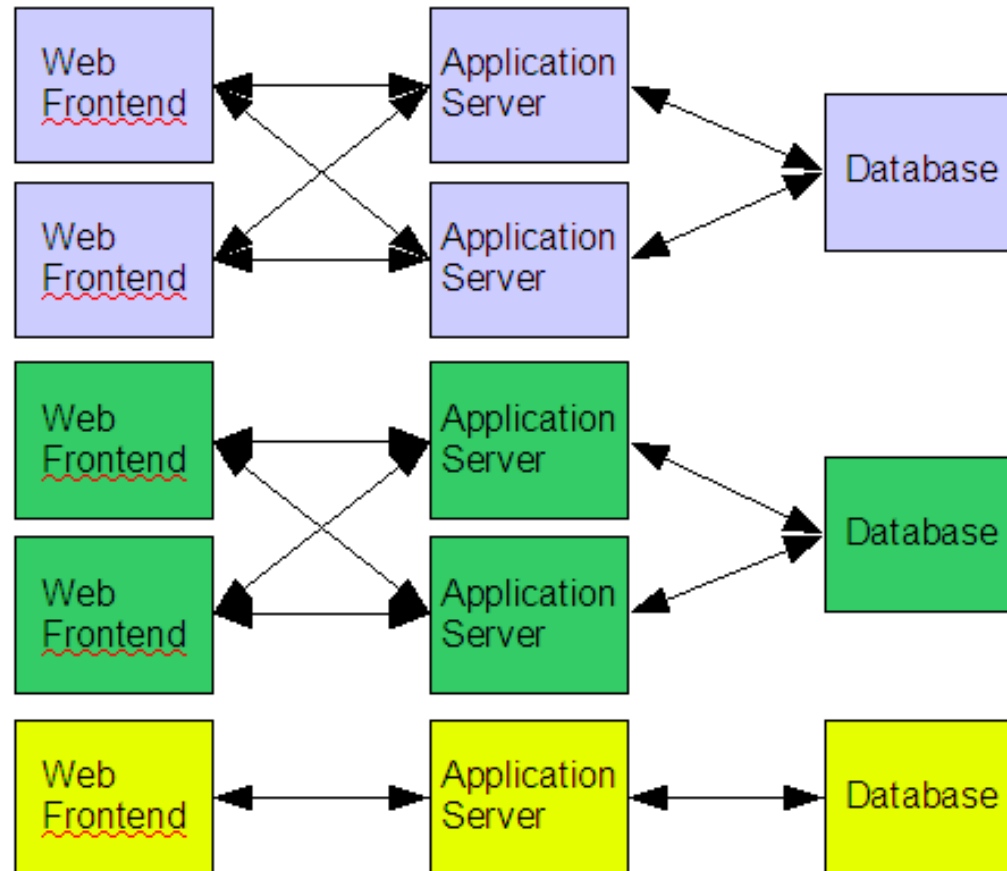 Web
Frontend
Application
Server
Database
Web
Frontend
Application
Server
Web
Frontend
Application
Server
Database
Web
Frontend
Application
Server
Web
Frontend
Application
Server
Database